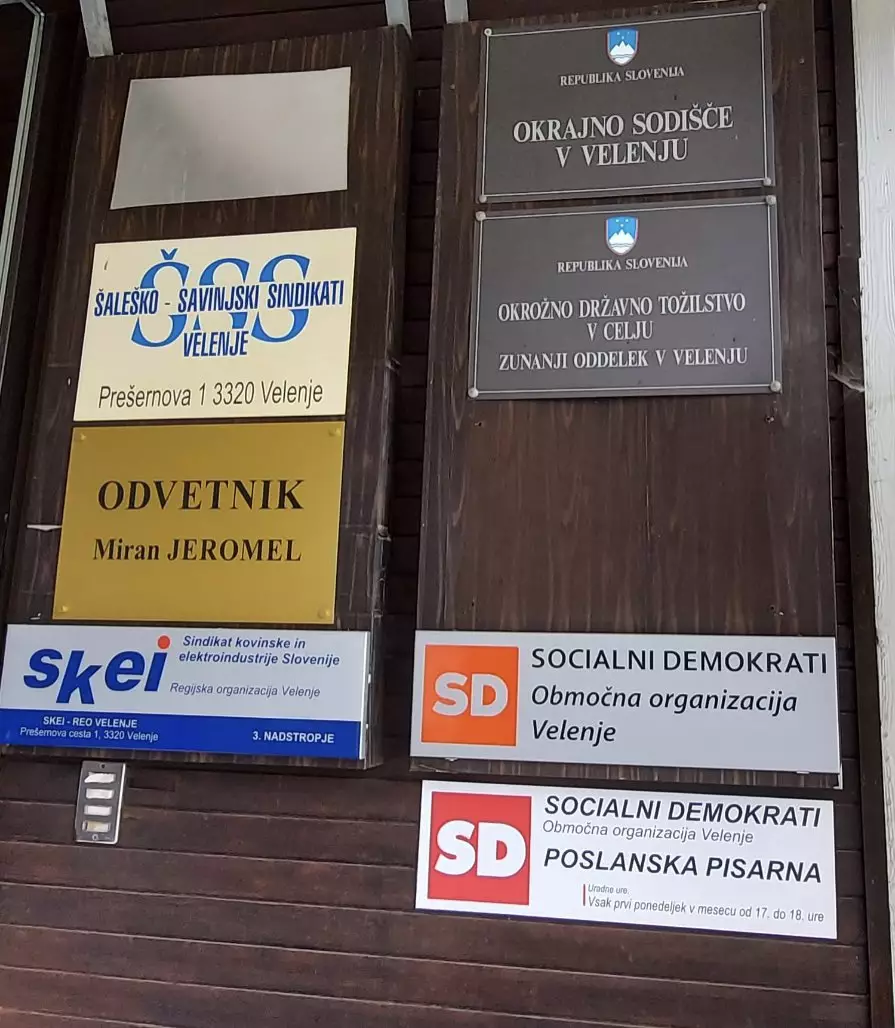 ŠSS
ŠALEŠKO - SAVINJSKI SINDIKATI
VELENJE
Prešernova 1 3320 Velenje
ODVETNIK
Miran JEROMEL
skei
Sindikat kovinske in
elektroindustrije Slovenije
Regijska organizacija Velenje
SKEI - REO VELENJE
Prešernova cesta 1, 3320 Velenje
3. NADSTROPJE
REPUBLIKA SLOVENIJA
OKRAJNO SODIŠČE
V VELENJU
REPUBLIKA SLOVENIJA
OKROŽNO DRŽAVNO TOŽILSTVO
V CELJU
ZUNANJI ODDELEK V VELENJU
SD
SOCIALNI DEMOKRATI
Območna organizacija
Velenje
SD
SOCIALNI DEMOKRATI
Območna organizacija Velenje
POSLANSKA PISARNA
Uradne ure:
Vsak prvi ponedeljek v mesecu od 17. do 18. ure